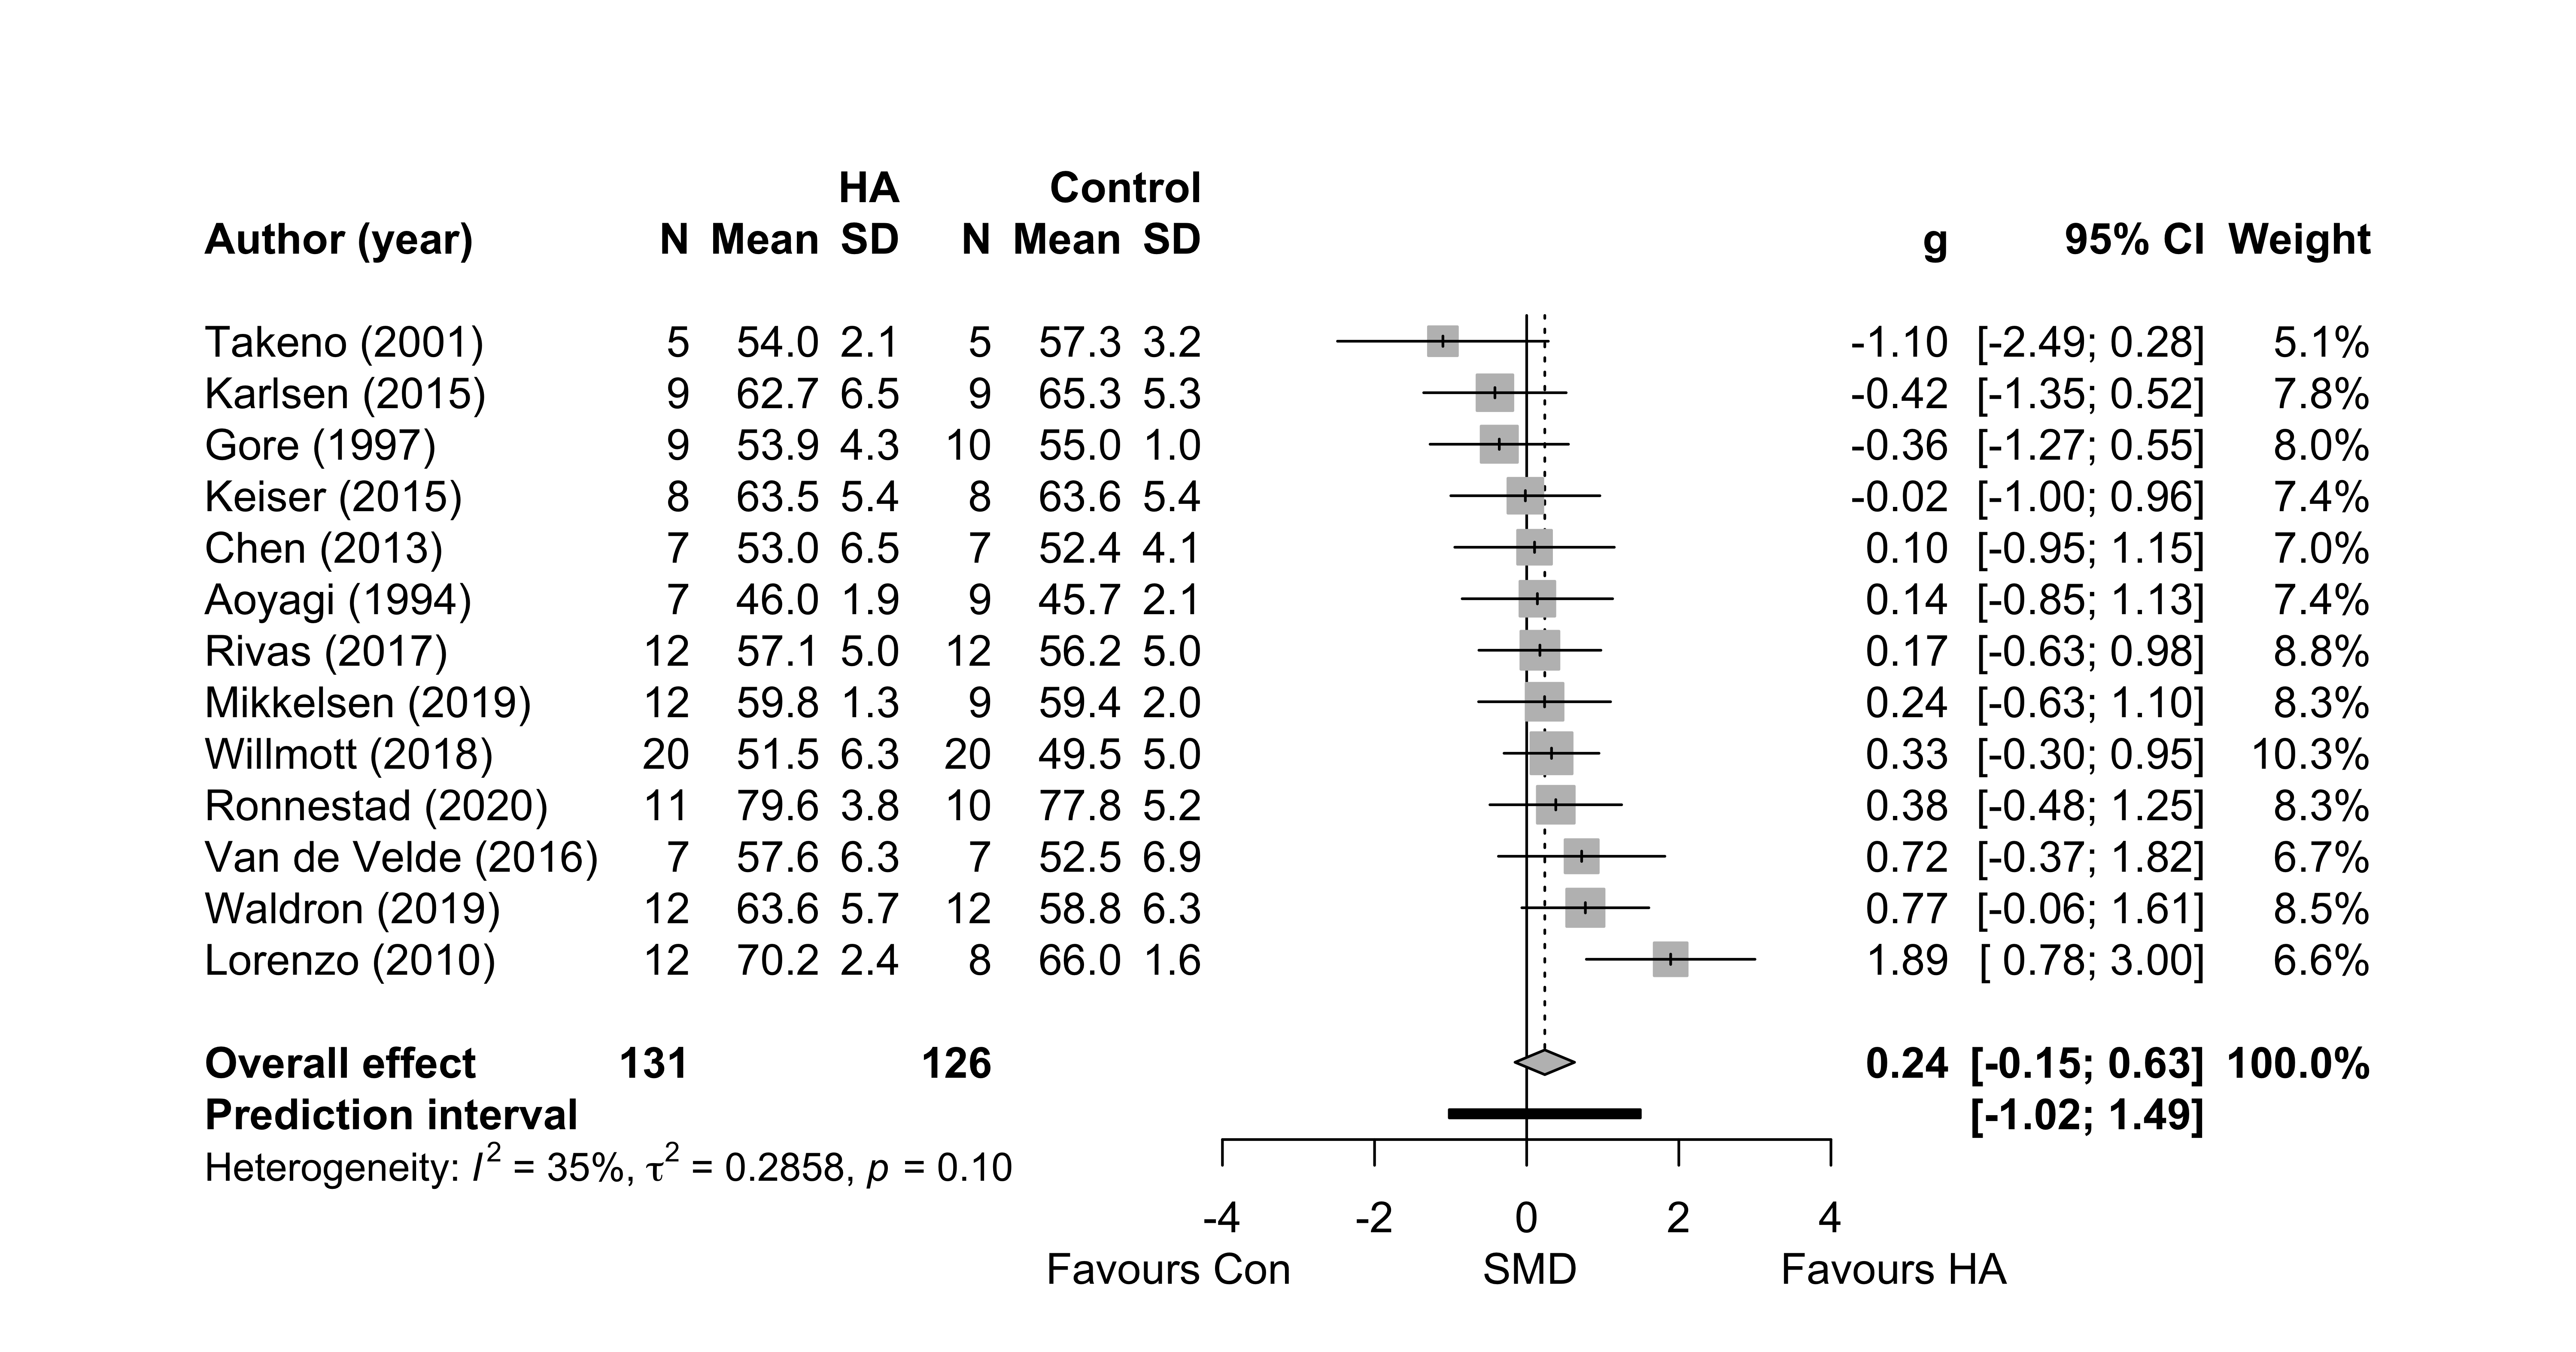 HA Control
Author (year) N Mean SD N Mean SD g 95% CI Weight
Takeno (2001) 5 54.0 2.1 5 57.3 3.2 -1.10 [-2.49; 0.28] 5.1%
Karlsen (2015) 9 62.7 6.5 9 65.3 5.3 -0.42 [-1.35; 0.52] 7.8%
Gore (1997) 9 53.9 4.3 10 55.0 1.0 -0.36 [-1.27; 0.55] 8.0%
Keiser (2015) 8 63.5 5.4 8 63.6 5.4 -0.02 [-1.00; 0.96] 7.4%
Chen (2013) 7 53.0 6.5 7 52.4 4.1 0.10 [-0.95; 1.15] 7.0%
Aoyagi (1994) 7 46.0 1.9 9 45.7 2.1 0.14 [-0.85; 1.13] 7.4%
Rivas (2017) 12 57.1 5.0 12 56.2 5.0 0.17 [-0.63; 0.98] 8.8%
Mikkelsen (2019) 12 59.8 1.3 9 59.4 2.0 0.24 [-0.63; 1.10] 8.3%
Willmott (2018) 20 51.5 6.3 20 49.5 5.0 0.33 [-0.30; 0.95] 10.3%
Ronnestad (2020) 11 79.6 3.8 10 77.8 5.2 0.38 [-0.48; 1.25] 8.3%
Van de Velde (2016) 7 57.6 6.3 7 52.5 6.9 0.72 [-0.37; 1.82] 6.7%
Waldron (2019) 12 63.6 5.7 12 58.8 6.3 0.77 [-0.06; 1.61] 8.5%
Lorenzo (2010) 12 70.2 2.4 8 66.0 1.6 1.89 [ 0.78; 3.00] 6.6%
Overall effect 131 126 0.24 [-0.15; 0.63] 100.0%
Prediction interval [-1.02; 1.49]
Heterogeneity: I² = 35%, τ² = 0.2858, p = 0.10
-4 -2 0 2 4
Favours Con SMD Favours HA